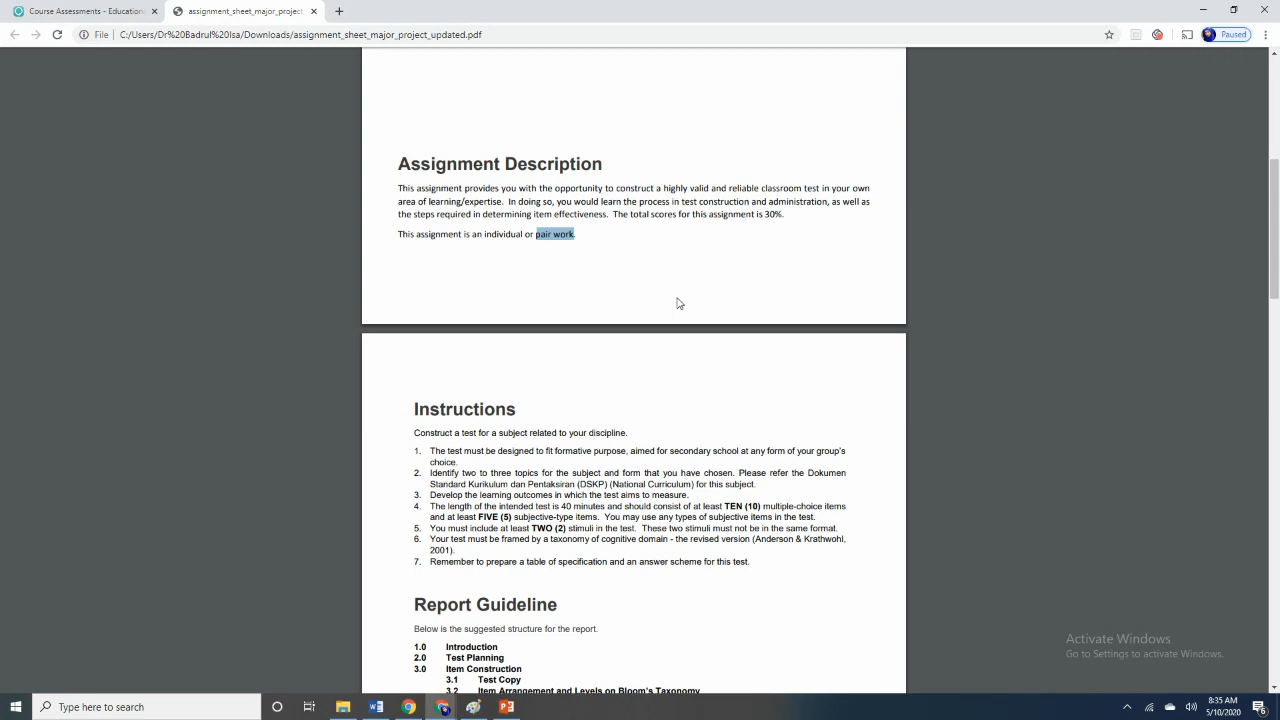 Course Assessments - Education
assignment_sheet_major_project
File
C:/Users/Dr%20Badrul%20Isa/Downloads/assignment_sheet_major_project_updated.pdf
Paused
Assignment Description
This assignment provides you with the opportunity to construct a highly valid and reliable classroom test in your own
area of learning/expertise. In doing so, you would learn the process in test construction and administration, as well as
the steps required in determining item effectiveness. The total scores for this assignment is 30%.
This assignment is an individual or pair work.
Instructions
Construct a test for a subject related to your discipline.
1. The test must be designed to fit formative purpose, aimed for secondary school at any form of your group's
choice.
2. Identify two to three topics for the subject and form that you have chosen. Please refer the Dokumen
Standard Kurikulum dan Pentaksiran (DSKP) (National Curriculum) for this subject.
3. Develop the learning outcomes in which the test aims to measure.
4. The length of the intended test is 40 minutes and should consist of at least TEN (10) multiple-choice items
and at least FIVE (5) subjective-type items. You may use any types of subjective items in the test.
5. You must include at least TWO (2) stimuli in the test. These two stimuli must not be in the same format.
6. Your test must be framed by a taxonomy of cognitive domain - the revised version (Anderson & Krathwohl,
2001).
7. Remember to prepare a table of specification and an answer scheme for this test.
Report Guideline
Below is the suggested structure for the report.
1.0 Introduction
2.0 Test Planning
3.0 Item Construction
3.1 Test Copy
3.2 Item Arrangement and Levels on Bloom's Taxonomy
Activate Windows
Go to Settings to activate Windows.
Type here to search
8:35 AM
5/10/2020
6